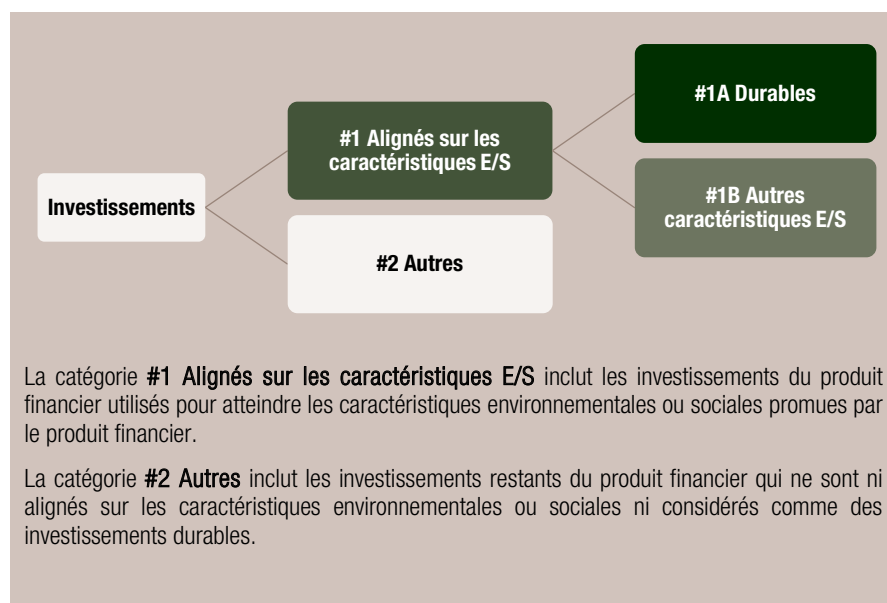 Investissements
#1 Alignés sur les
caractéristiques E/S
#2 Autres
#1A Durables
#1B Autres
caractéristiques E/S
La catégorie #1 Alignés sur les caractéristiques E/S inclut les investissements du produit
financier utilisés pour atteindre les caractéristiques environnementales ou sociales promues par
le produit financier.
La catégorie #2 Autres inclut les investissements restants du produit financier qui ne sont ni
alignés sur les caractéristiques environnementales ou sociales ni considérés comme des
investissements durables.